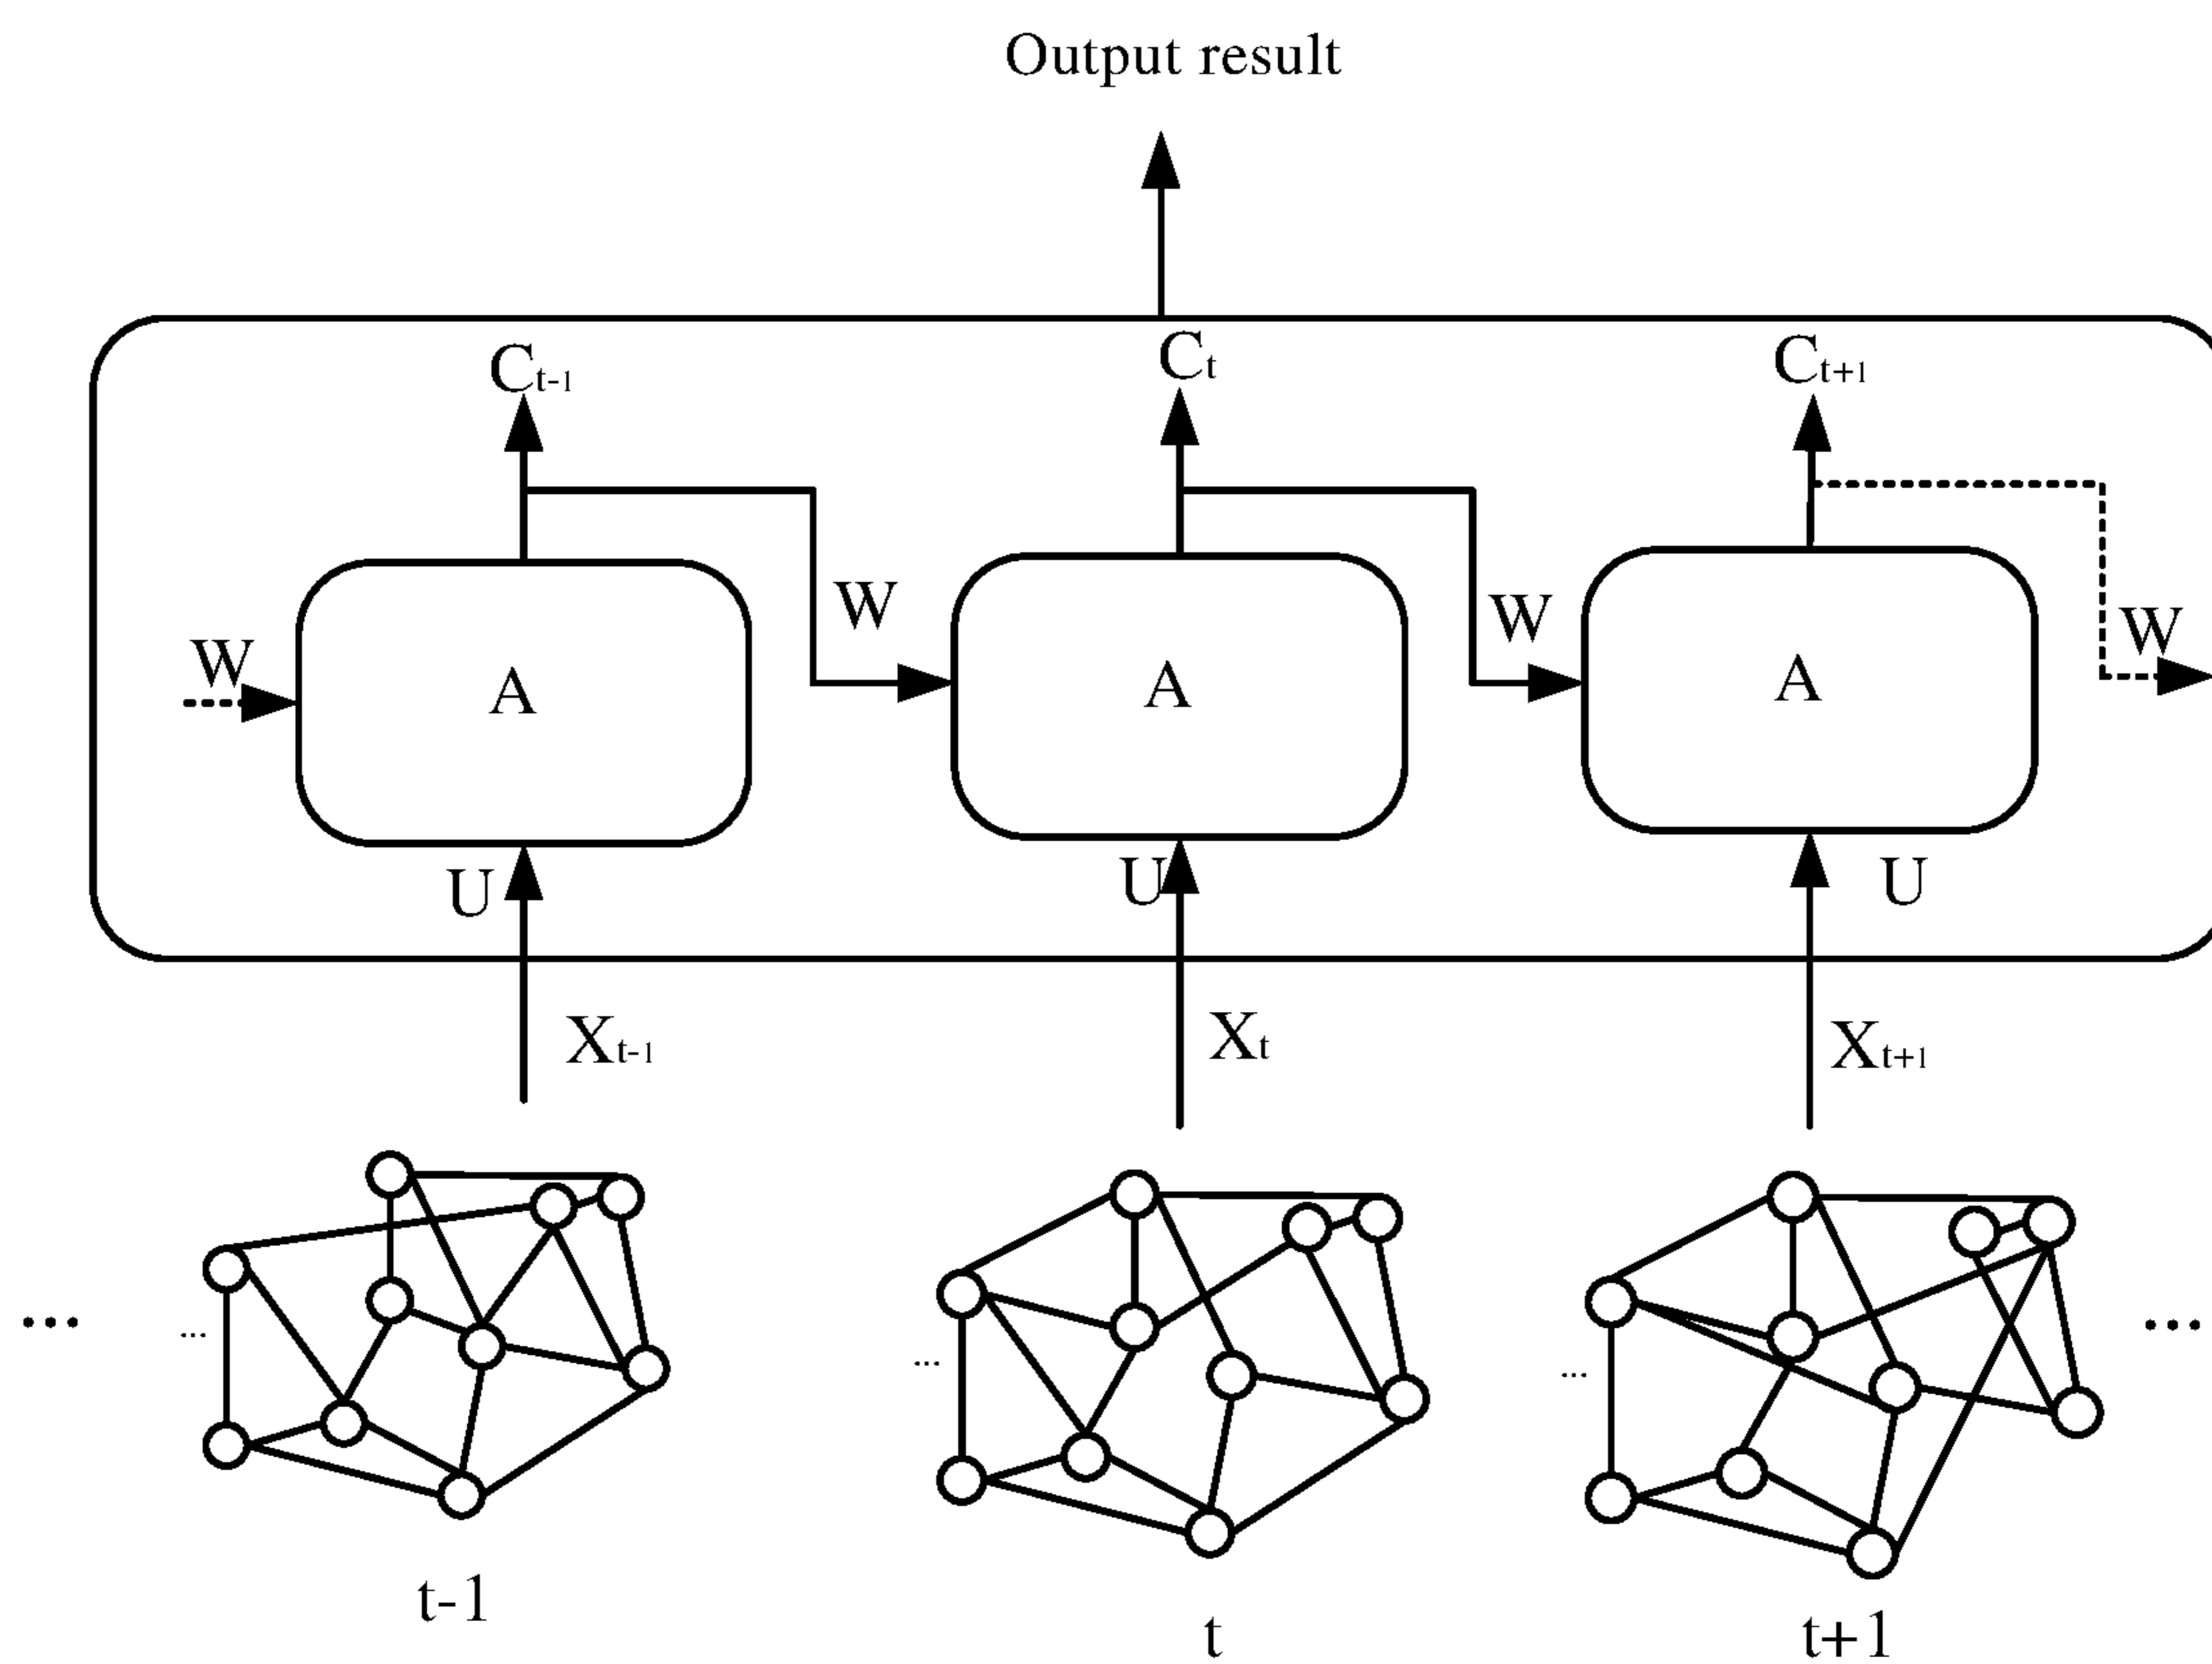 Output result
Ct-1 Ct Ct+1
W W W W
A A A
U U U
Xt-1 Xt Xt+1
... ...
... ... ...
t-1 t t+1